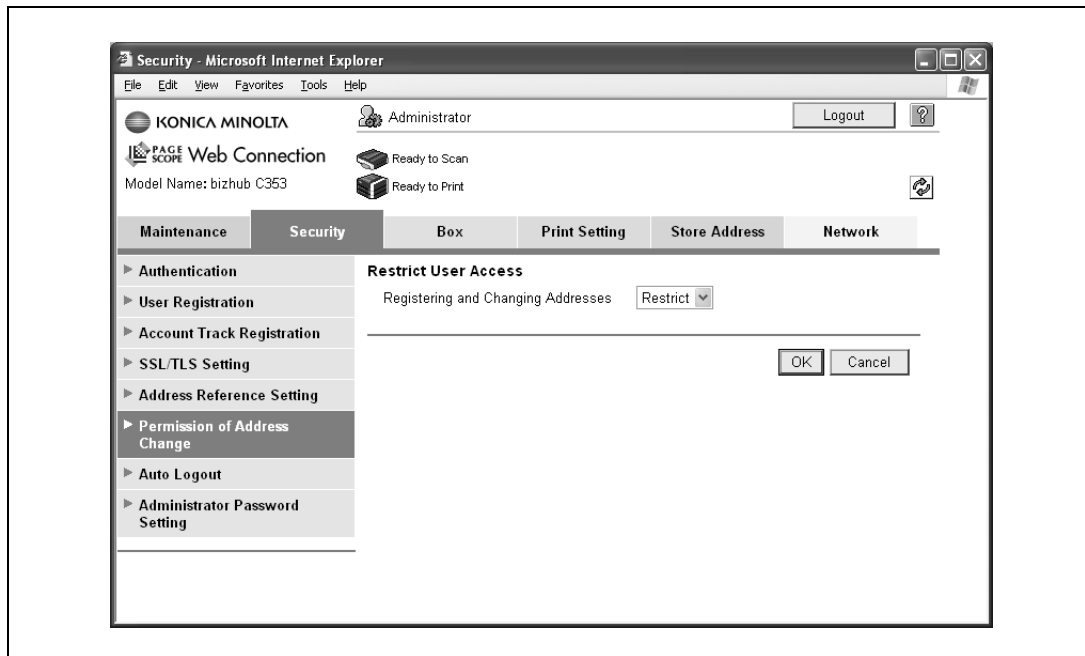 Security - Microsoft Internet Explorer
File Edit View Favorites Tools Help
KONICA MINOLTA
Administrator
Logout
?
PAGE SCOPE Web Connection
Ready to Scan
Model Name: bizhub C353
Ready to Print
Maintenance Security Box Print Setting Store Address Network
Authentication
User Registration
Account Track Registration
SSL/TLS Setting
Address Reference Setting
Permission of Address
Change
Auto Logout
Administrator Password
Setting
Restrict User Access
Registering and Changing Addresses Restrict
OK Cancel